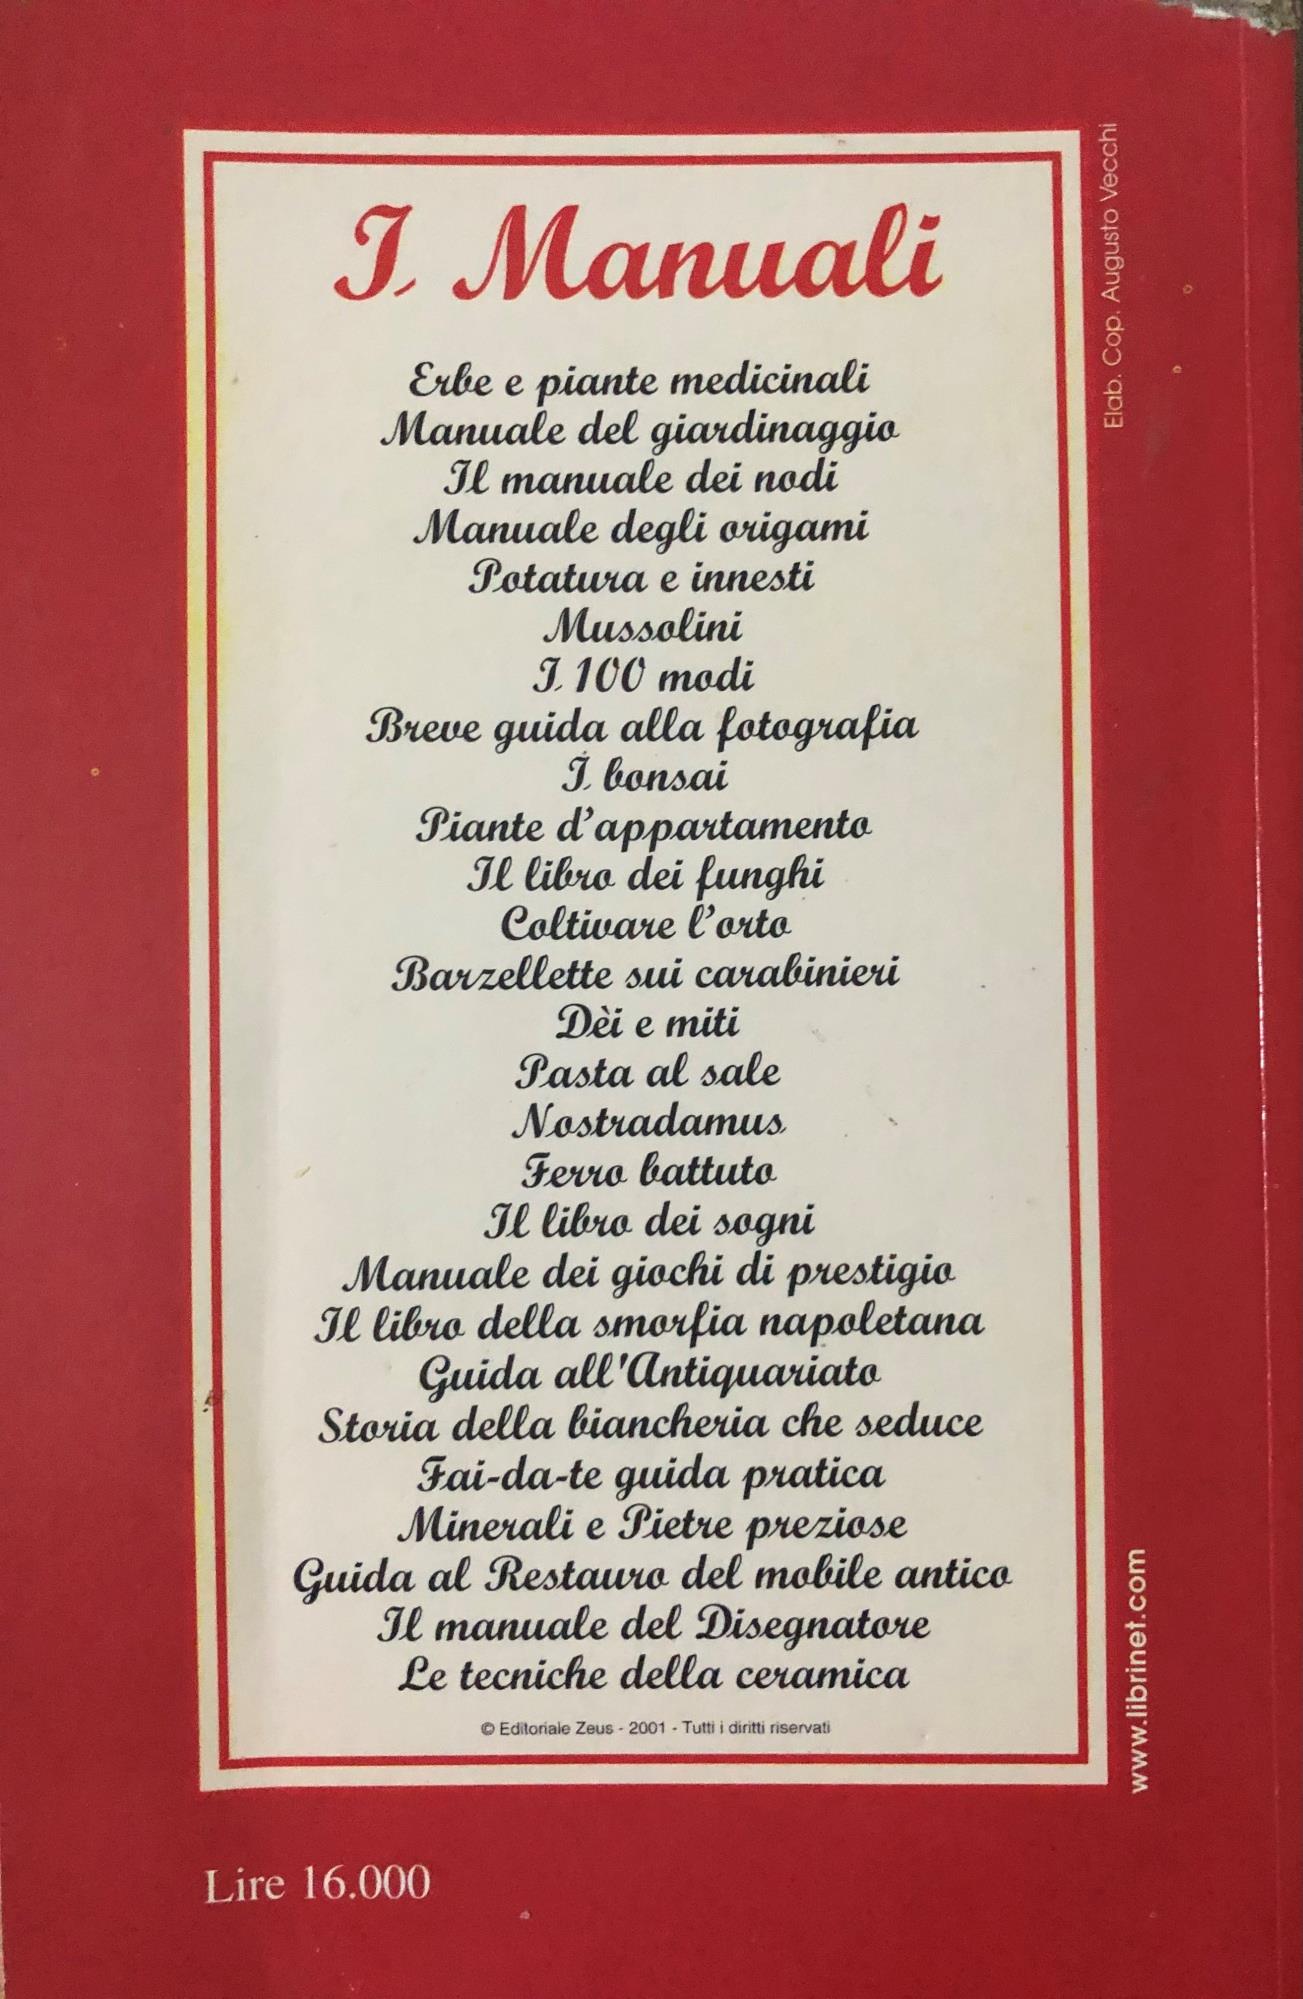 I Manuali
Erbe e piante medicinali
Manuale del giardinaggio
Il manuale dei nodi
Manuale degli origami
Potatura e innesti
Mussolini
I 100 modi
Breve guida alla fotografia
I bonsai
Piante d'appartamento
Il libro dei funghi
Coltivare l'orto
Barzellette sui carabinieri
Dèi e miti
Pasta al sale
Nostradamus
Ferro battuto
Il libro dei sogni
Manuale dei giochi di prestigio
Il libro della smorfia napoletana
Guida all'Antiquariato
Storia della biancheria che seduce
Fai-da-te guida pratica
Minerali e Pietre preziose
Guida al Restauro del mobile antico
Il manuale del Disegnatore
Le tecniche della ceramica
© Editoriale Zeus - 2001 - Tutti i diritti riservati
Elab. Cop. Augusto Vecchi
www.librinet.com
Lire 16.000